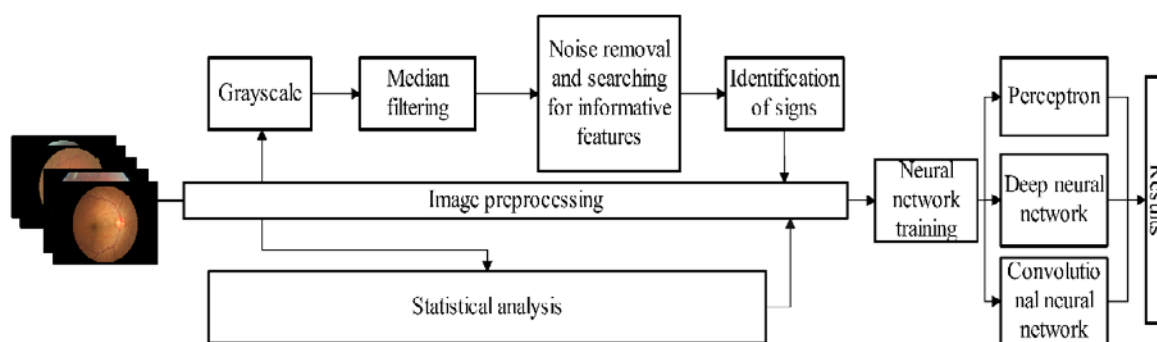 Grayscale
Median
filtering
Noise removal
and searching
for informative
features
Identification
of signs
Image preprocessing
Statistical analysis
Neural
network
training
Perceptron
Deep neural
network
Convolutio
nal neural
network
Results